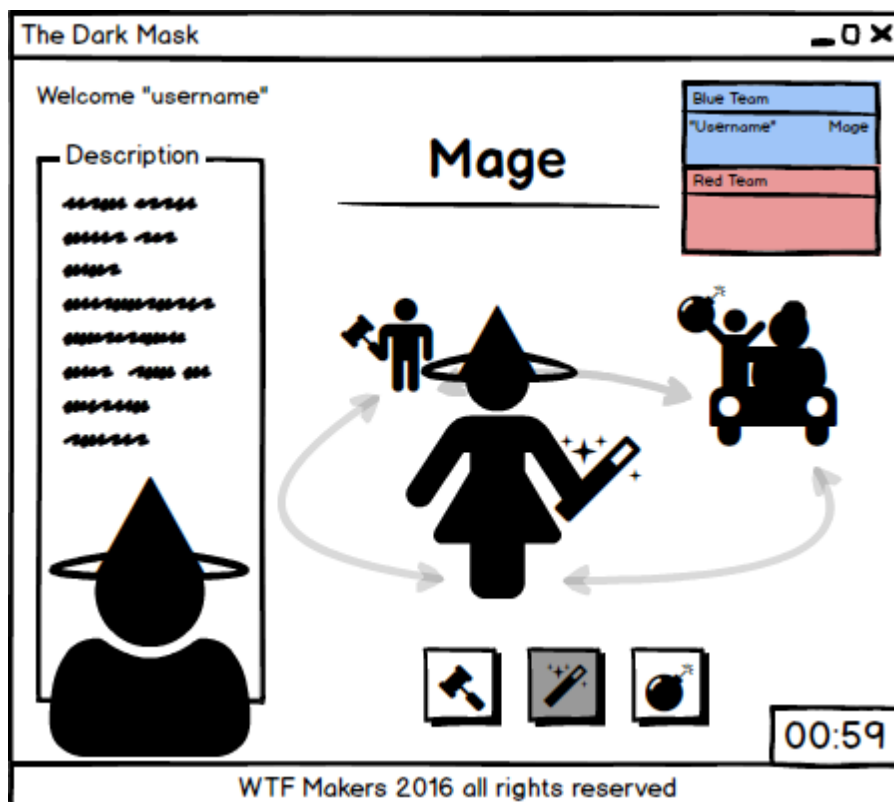 The Dark Mask
Welcome "username"
Description
Mage
Blue Team
"Username" Mage
Red Team
00:59
WTF Makers 2016 all rights reserved